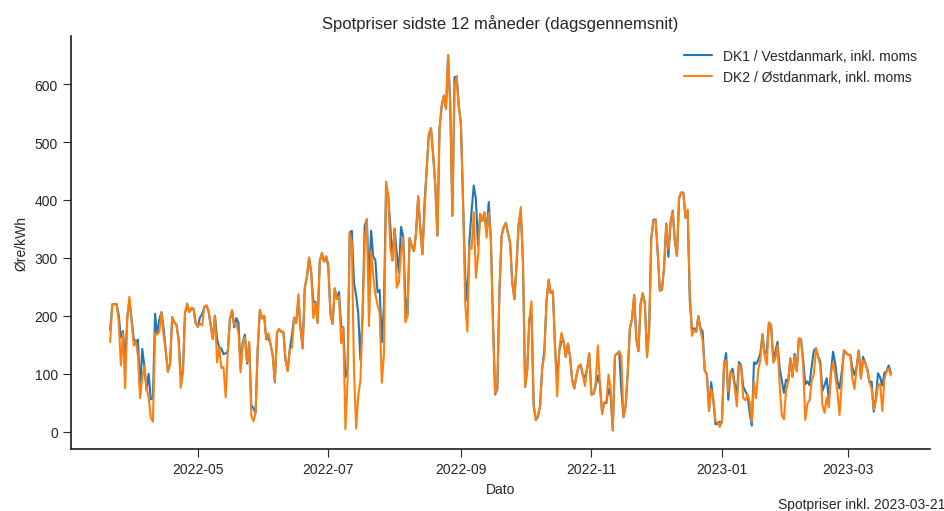 Spotpriser sidste 12 måneder (dagsgennemsnit)
DK1 / Vestdanmark, inkl. moms
DK2 / Østdanmark, inkl. moms
Øre/kWh
600
500
400
300
200
100
0
2022-05 2022-07 2022-09 2022-11 2023-01 2023-03
Dato
Spotpriser inkl. 2023-03-21